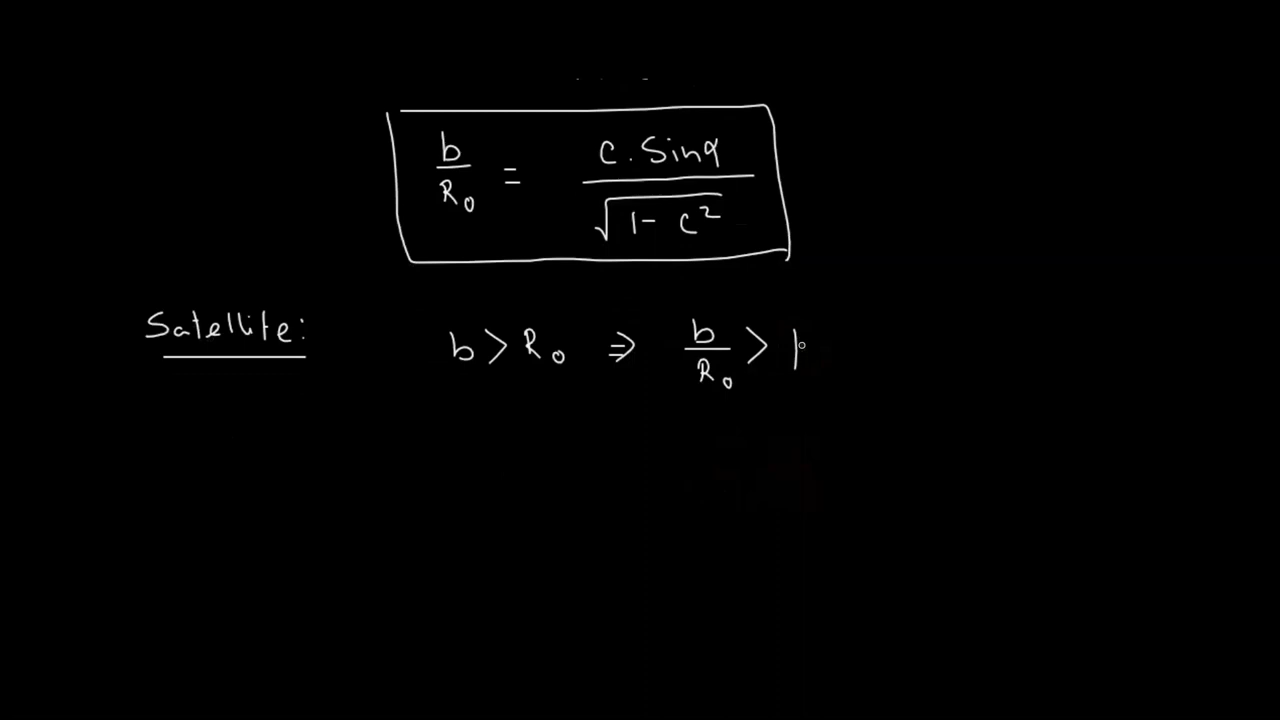 b/R₀ = c . Sinα / √(1 - c²)
Satellite: b > R₀ ⇒ b/R₀ > 1